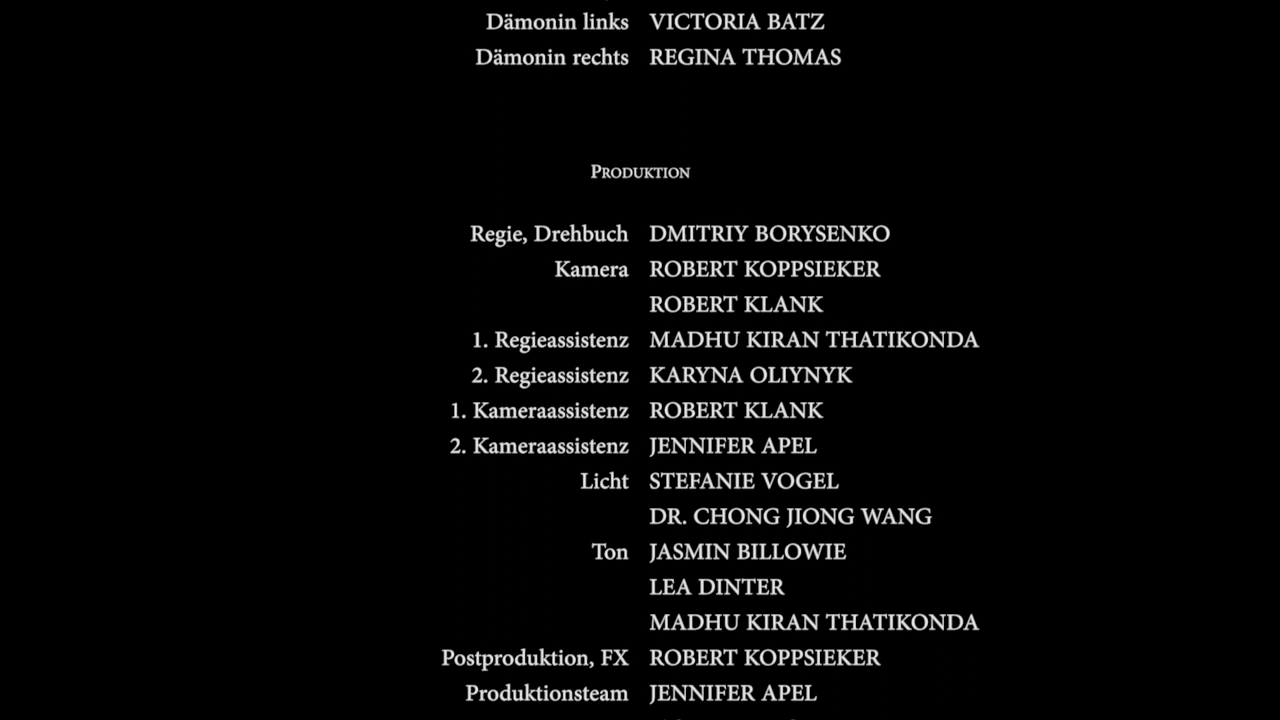 Dämonin links VICTORIA BATZ
Dämonin rechts REGINA THOMAS
PRODUKTION
Regie, Drehbuch DMITRIY BORYSENKO
Kamera ROBERT KOPPSIEKER
ROBERT KLANK
1. Regieassistenz MADHU KIRAN THATIKONDA
2. Regieassistenz KARYNA OLIYNYK
1. Kameraassistenz ROBERT KLANK
2. Kameraassistenz JENNIFER APEL
Licht STEFANIE VOGEL
DR. CHONG JIONG WANG
Ton JASMIN BILLOWIE
LEA DINTER
MADHU KIRAN THATIKONDA
Postproduktion, FX ROBERT KOPPSIEKER
Produktionsteam JENNIFER APEL